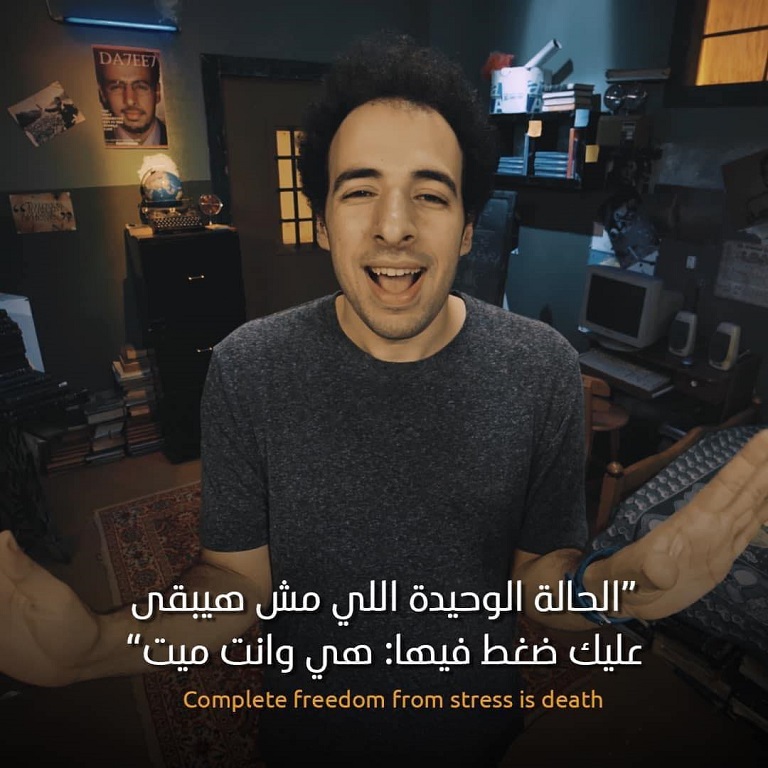 DA7EE7
”الحالة الوحيدة اللي مش هيبقى
عليك ضغط فيها: هي وانت ميت“
Complete freedom from stress is death